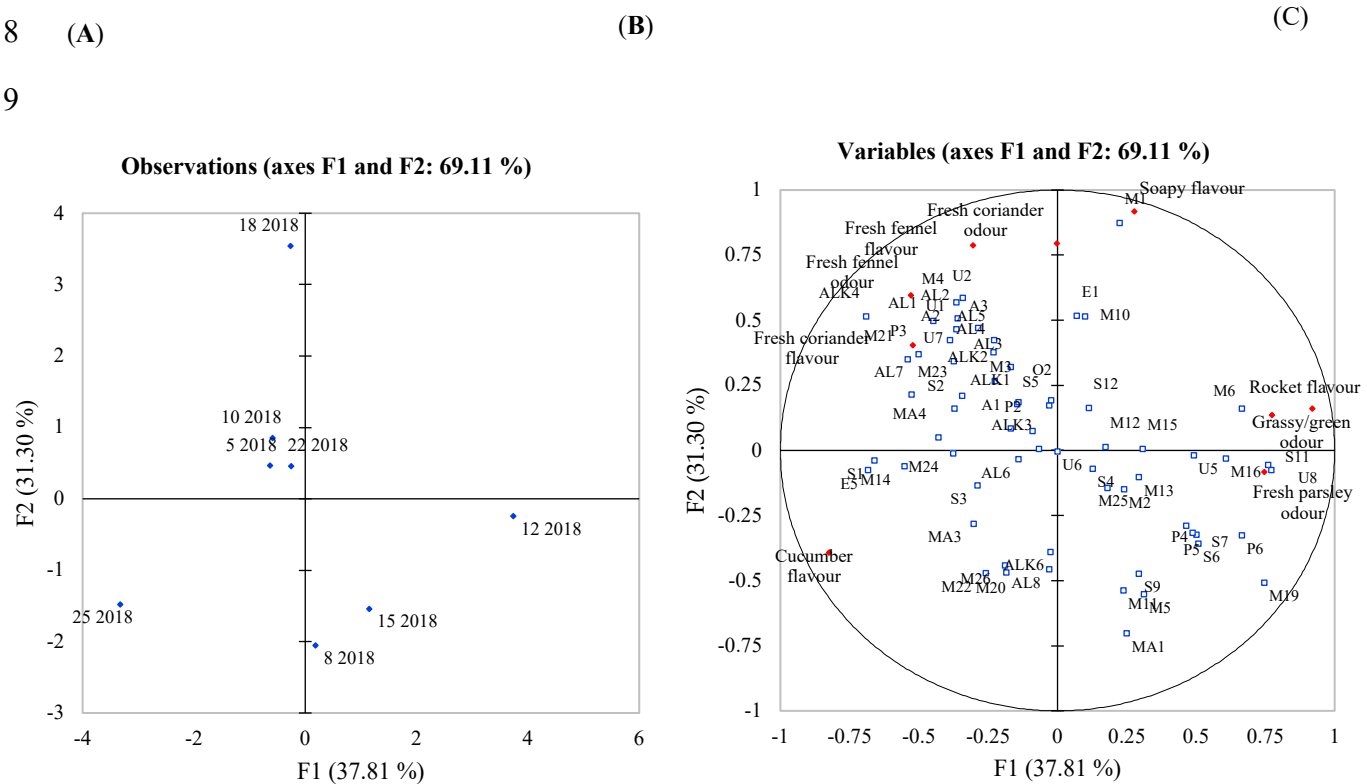 8 (A) (B) (C)
9
Observations (axes F1 and F2: 69.11 %)
4
3
2
1
0
-1
-2
-3
-4
-2
0
2
4
6
F2 (31.30 %)
F1 (37.81 %)
18 2018
10 2018
5 2018
22 2018
12 2018
25 2018
15 2018
8 2018
Variables (axes F1 and F2: 69.11 %)
1
0.75
0.5
0.25
0
-0.25
-0.5
-0.75
-1
-1
-0.75
-0.5
-0.25
0
0.25
0.5
0.75
1
F2 (31.30 %)
F1 (37.81 %)
Soapy flavour
M1
Fresh coriander
odour
Fresh fennel
flavour
Fresh fennel
odour
ALK4
M4
U2
AL2
AL1
U1
A3
A2
AL5
E1
M10
M21
P3
U7
AL4
AL3
Fresh coriander
flavour
ALK2
AL7
M23
M3
O2
S2
ALK1
S5
S12
M6
Rocket flavour
MA4
A1
P2
M12
M15
Grassy/green
odour
ALK3
S1
M24
AL6
U6
U5
M16
S11
E5
M14
S4
M13
U8
S3
M25
M2
Fresh parsley
odour
MA3
P4
S7
P5
S6
P6
Cucumber
flavour
ALK6
M26
M22
M20
AL8
S9
M19
M11
M5
MA1